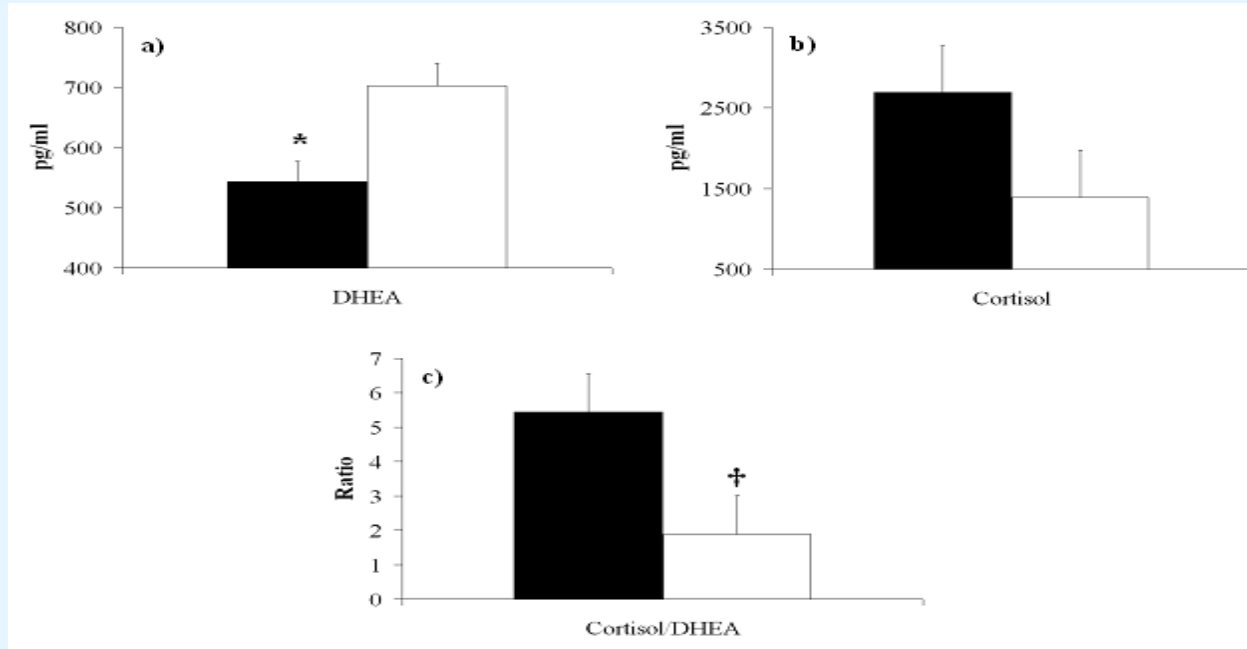 a)
800
700
600
500
400
pg/ml
*
DHEA
b)
3500
2500
1500
500
pg/ml
Cortisol
c)
7
6
5
4
3
2
1
0
Ratio
‡
Cortisol/DHEA